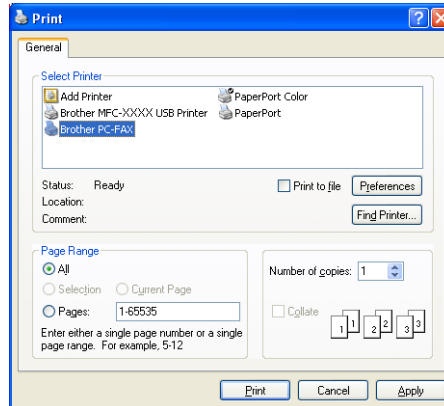 Print
General
Select Printer
Add Printer
PaperPort Color
Brother MFC-XXXX USB Printer
PaperPort
Brother PC-FAX
Status: Ready
Print to file
Preferences
Location:
Comment:
Find Printer...
Page Range
All
Selection
Current Page
Pages: 1-65535
Enter either a single page number or a single
page range. For example, 5-12
Number of copies: 1
Collate
1 1 2 2 3 3
Print
Cancel
Apply